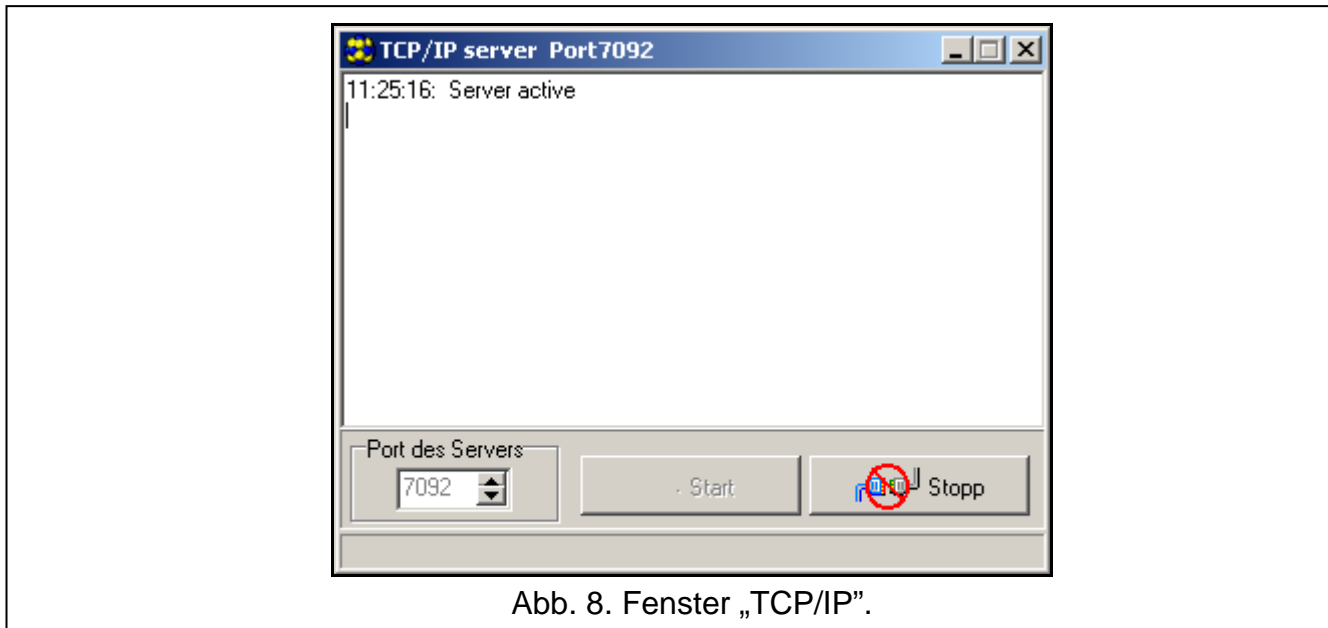 TCP/IP server Port7092
11:25:16: Server active
Port des Servers
7092
Start
Stopp
Abb. 8. Fenster „TCP/IP”.